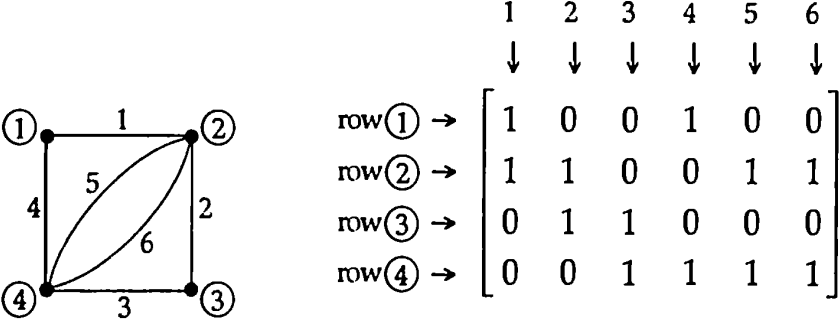 1 2 3 4 5 6
↓ ↓ ↓ ↓ ↓ ↓
row① → 1 0 0 1 0 0
row② → 1 1 0 0 1 1
row③ → 0 1 1 0 0 0
row④ → 0 0 1 1 1 1
① 1 ②
5
4 2
6
④ 3 ③